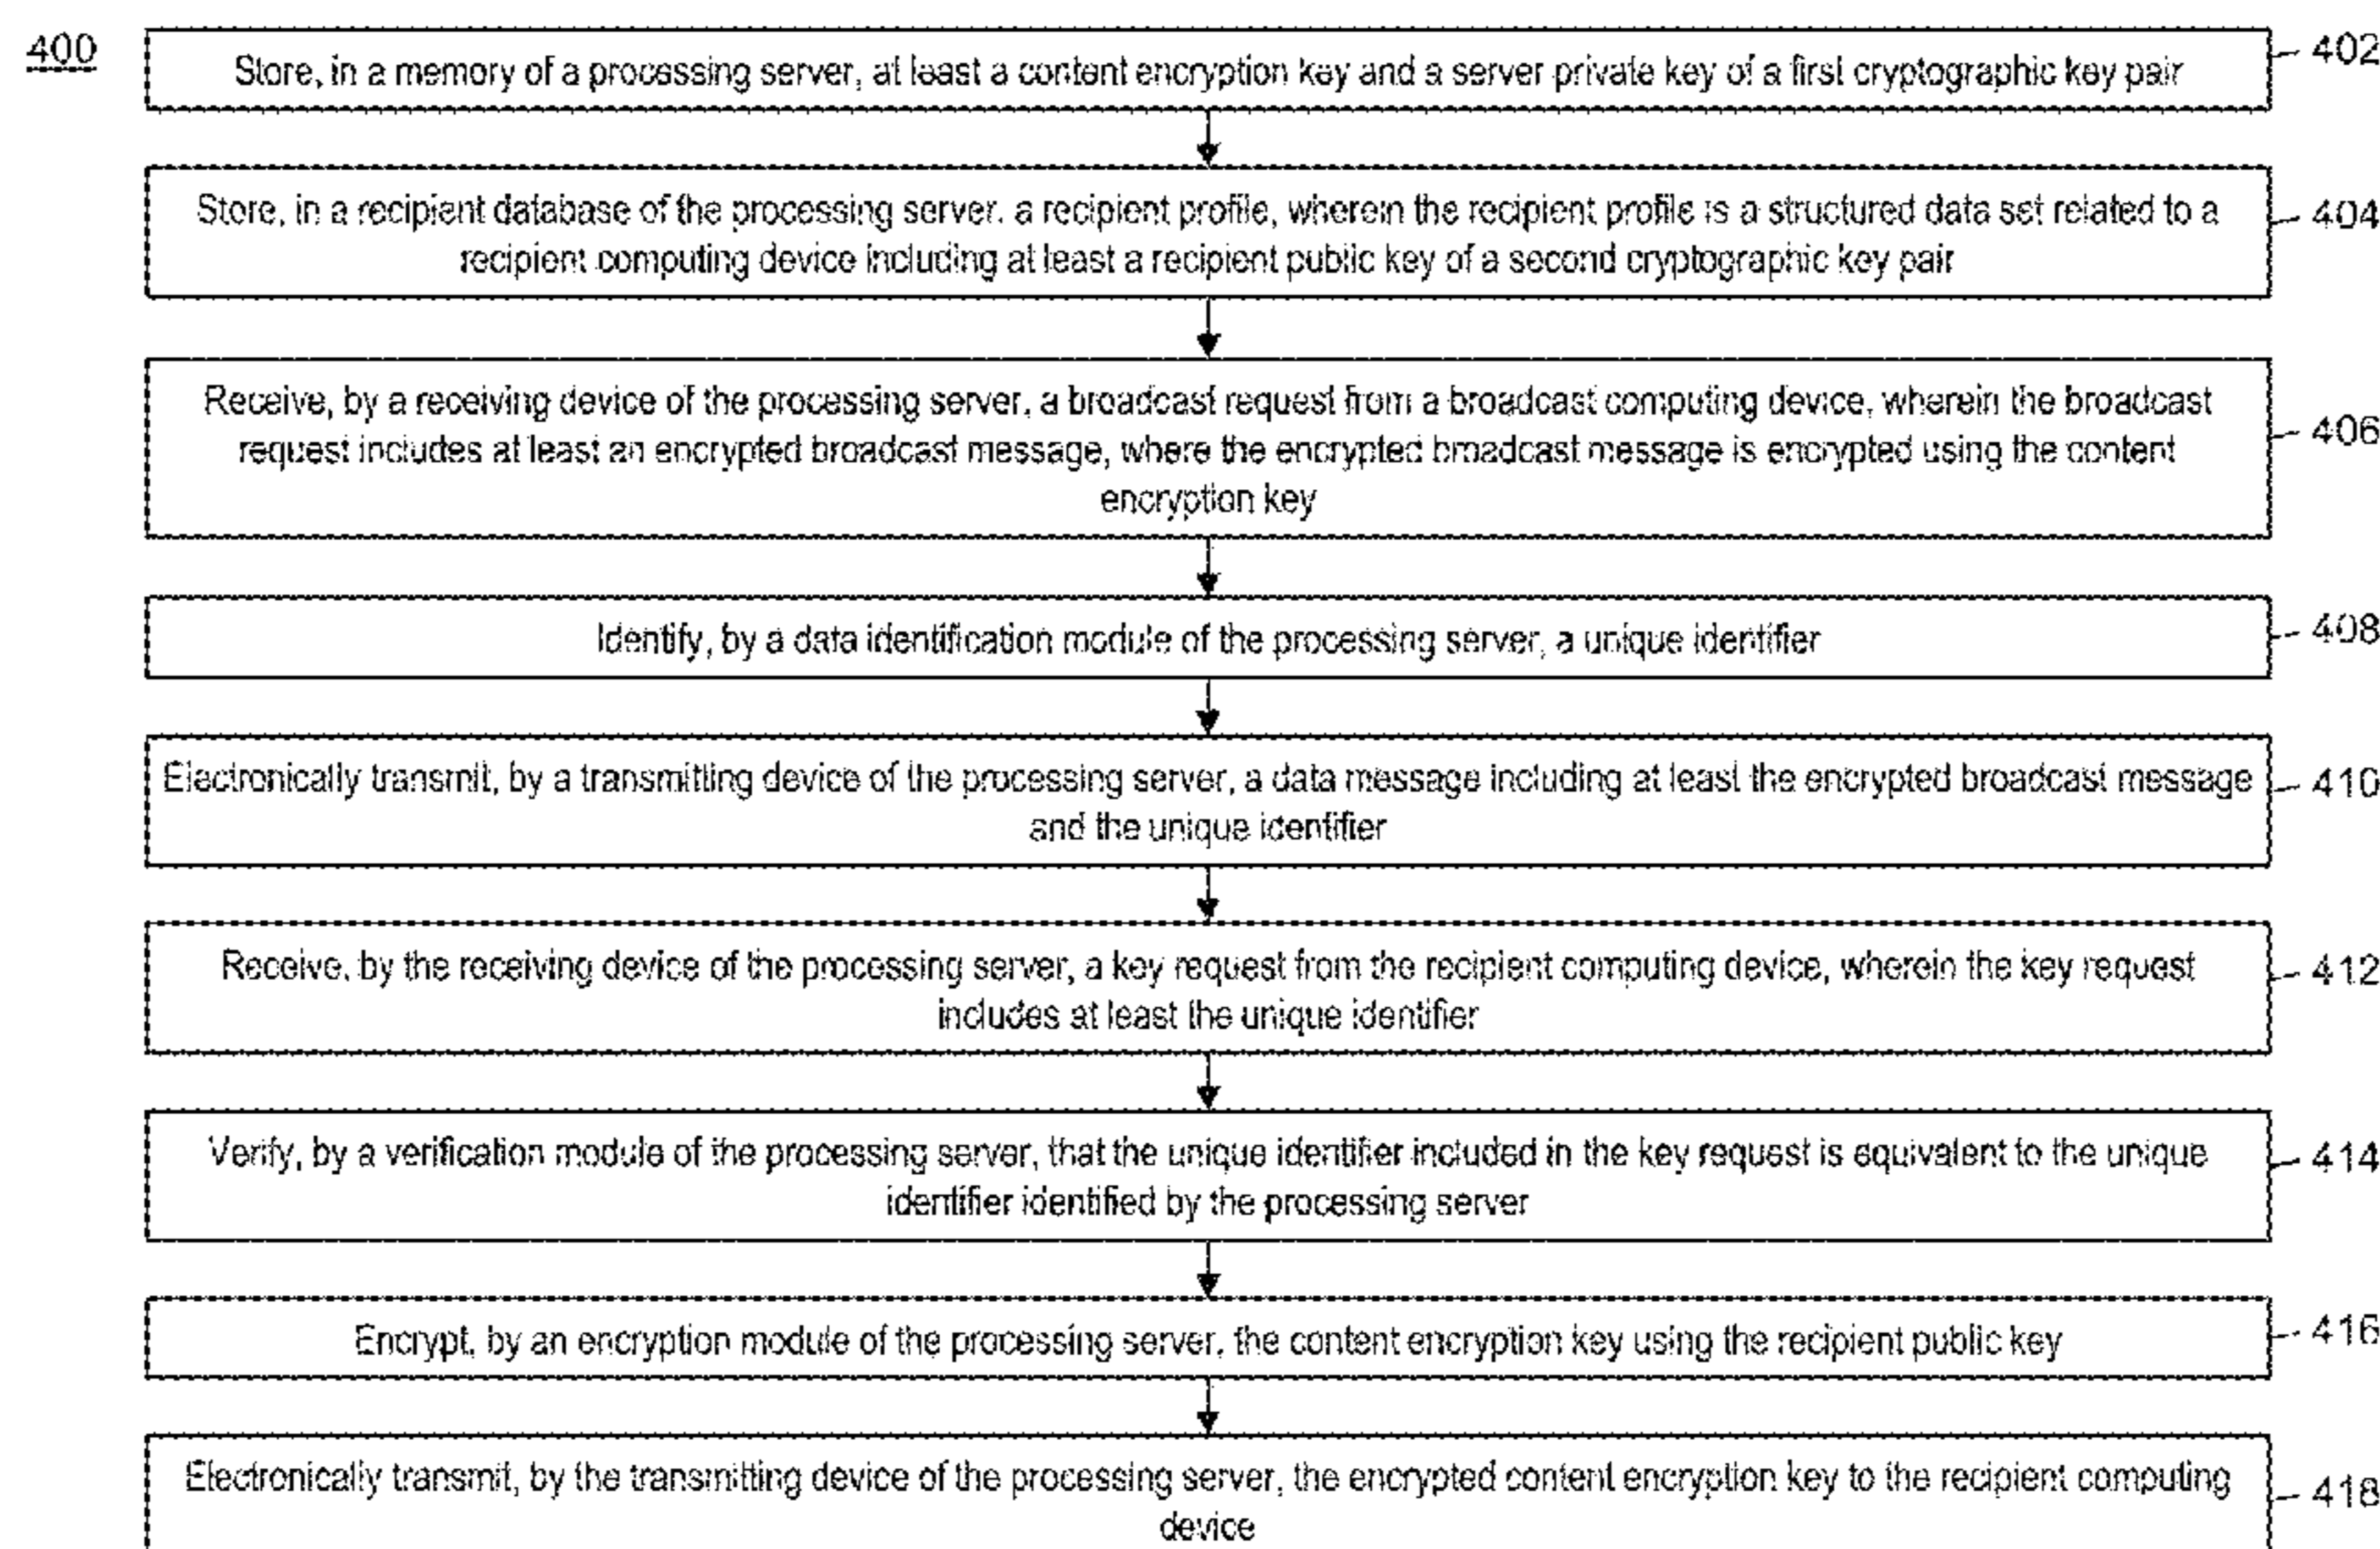 400
Store, in a memory of a processing server, at least a content encryption key and a server private key of a first cryptographic key pair
402
Store, in a recipient database of the processing server, a recipient profile, wherein the recipient profile is a structured data set related to a
recipient computing device including at least a recipient public key of a second cryptographic key pair
404
Receive, by a receiving device of the processing server, a broadcast request from a broadcast computing device, wherein the broadcast
request includes at least an encrypted broadcast message, where the encrypted broadcast message is encrypted using the content
encryption key
406
Identify, by a data identification module of the processing server, a unique identifier
408
Electronically transmit, by a transmitting device of the processing server, a data message including at least the encrypted broadcast message
and the unique identifier
410
Receive, by the receiving device of the processing server, a key request from the recipient computing device, wherein the key request
includes at least the unique identifier
412
Verify, by a verification module of the processing server, that the unique identifier included in the key request is equivalent to the unique
identifier identified by the processing server
414
Encrypt, by an encryption module of the processing server, the content encryption key using the recipient public key
416
Electronically transmit, by the transmitting device of the processing server, the encrypted content encryption key to the recipient computing
device
418